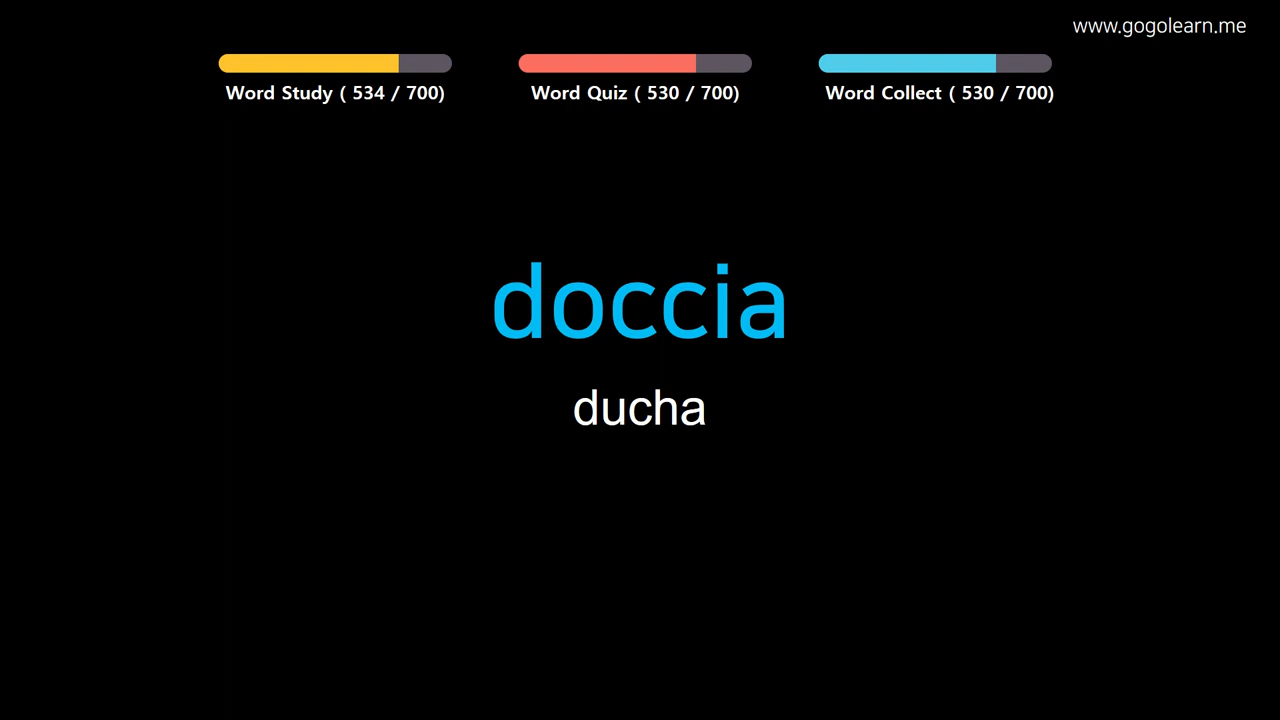 www.gogolearn.me
Word Study ( 534 / 700)
Word Quiz ( 530 / 700)
Word Collect ( 530 / 700)
doccia
ducha